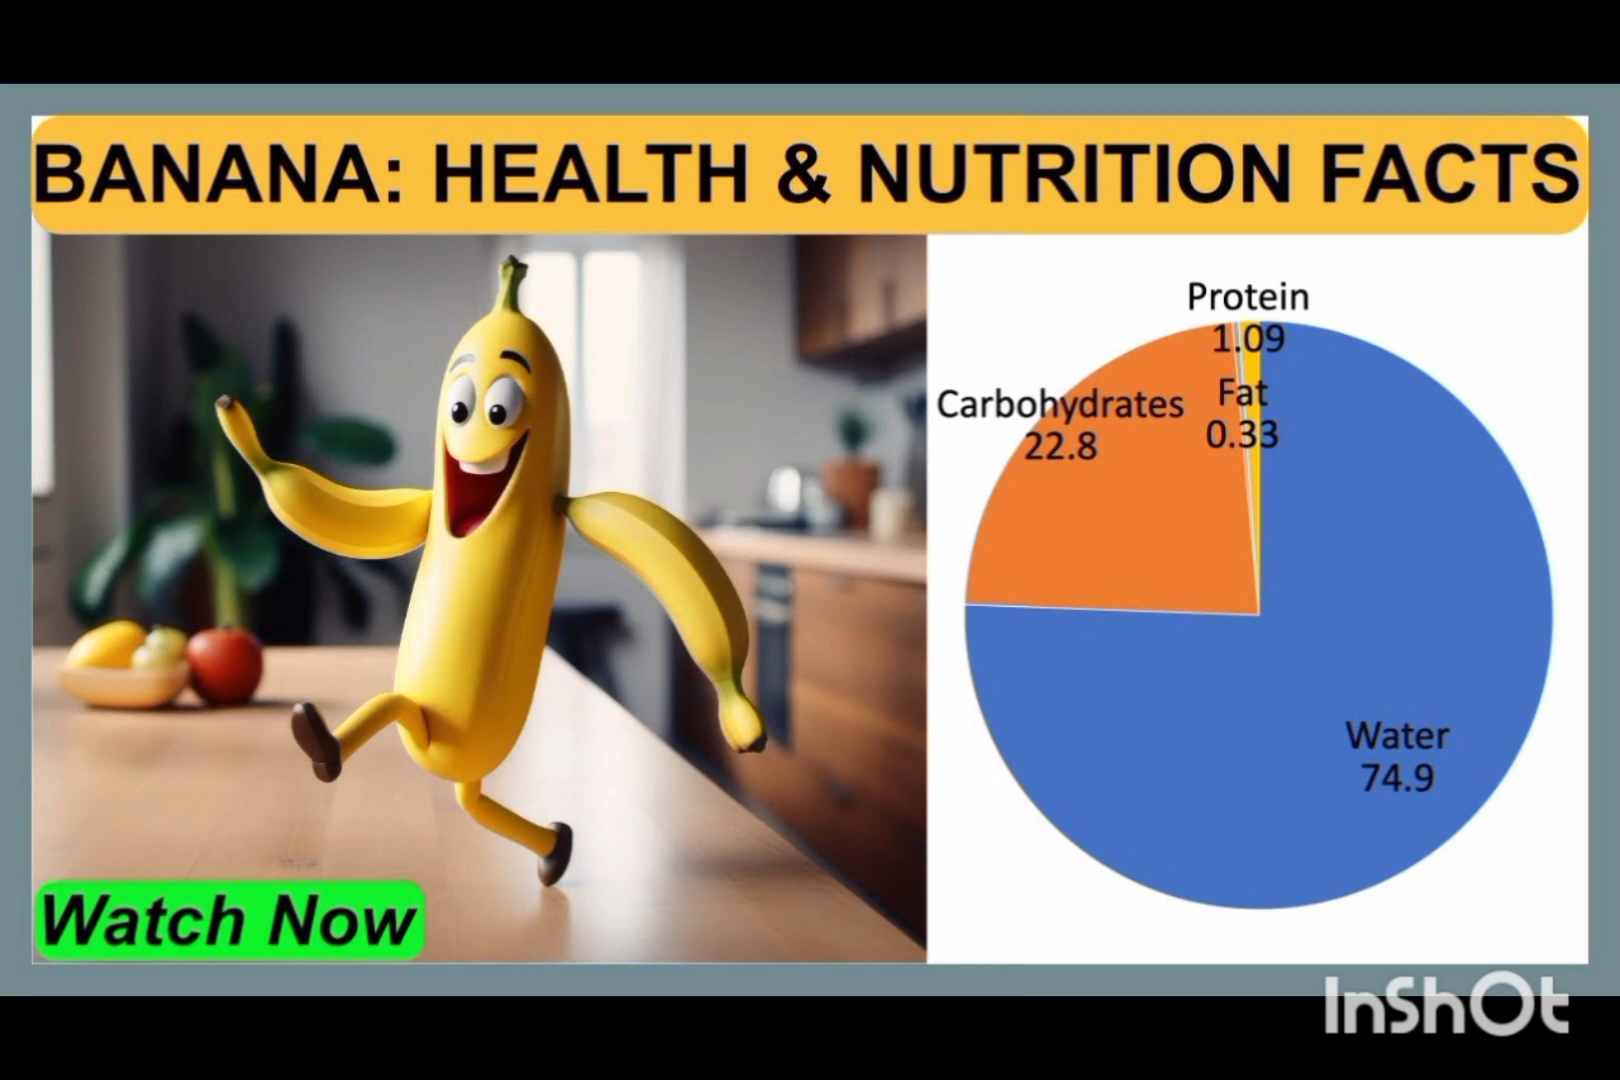 BANANA: HEALTH & NUTRITION FACTS
Protein
1.09
Carbohydrates
22.8
Fat
0.33
Water
74.9
Watch Now
InShOt